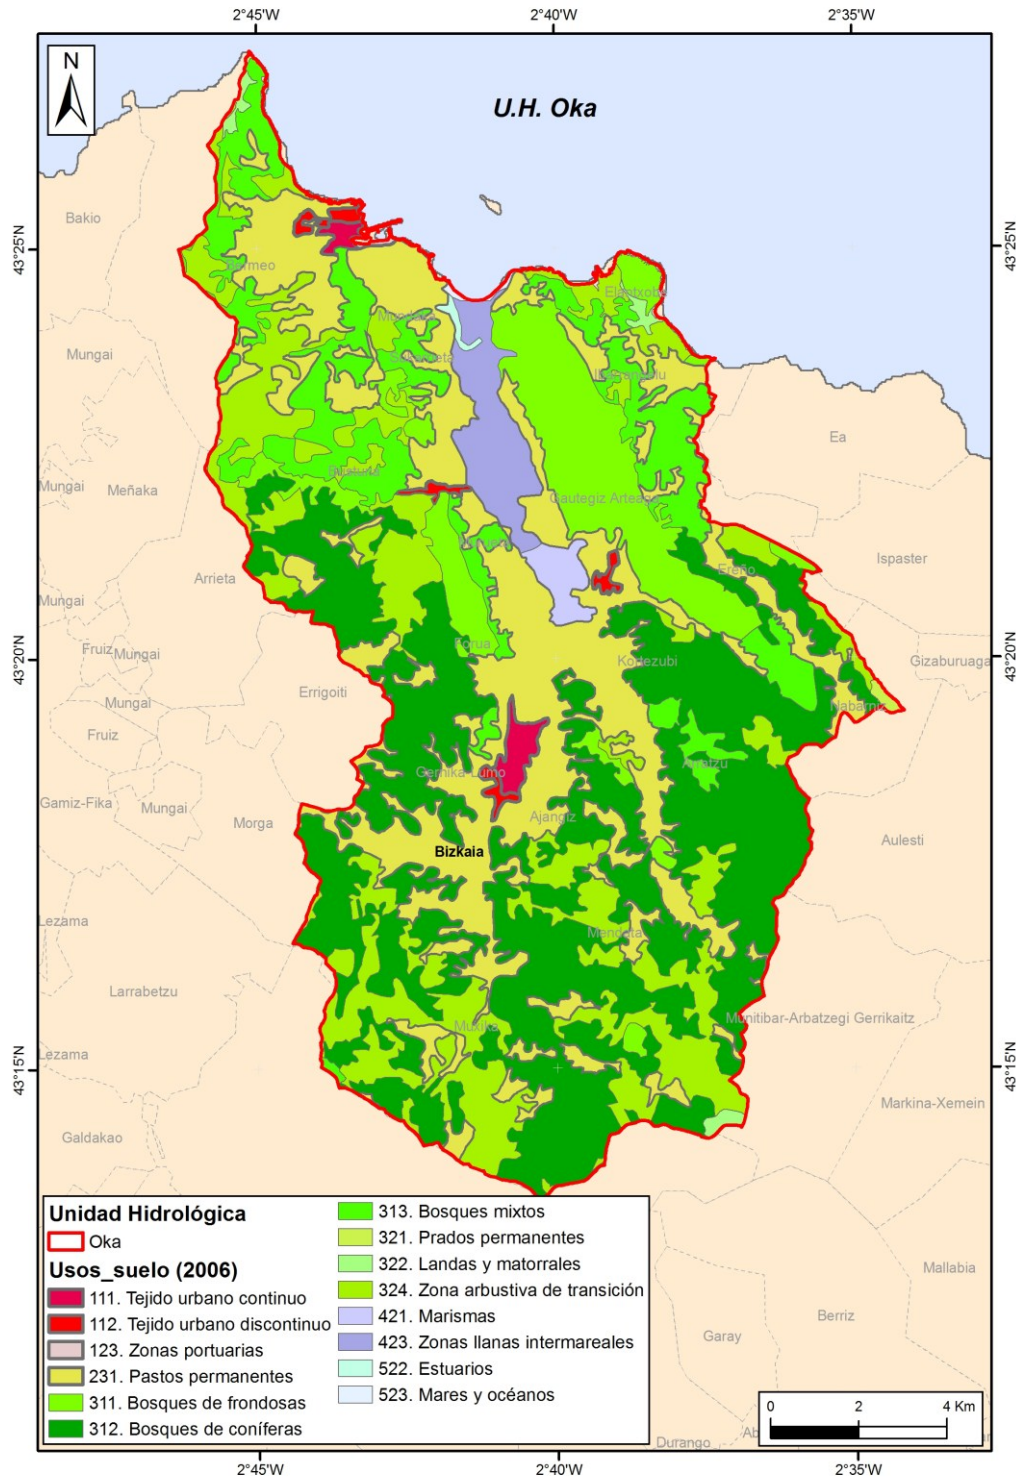 2°45'W
2°40'W
2°35'W
N
U.H. Oka
Bakio
43°25'N
43°25'N
Bermeo
Elantxobe
Mundaka
Mungai
Sukarrieta
Ibarrangelu
Ea
Busturia
Mungai
Meñaka
Gautegiz Arteaga
Murueta
Ispaster
Ereño
Arrieta
Mungai
Forua
Fruiz
Mungai
43°20'N
Kortezubi
43°20'N
Gizaburuaga
Errigoiti
Mungai
Nabarniz
Fruiz
Arratzu
Gernika-Lumo
Gamiz-Fika
Mungai
Morga
Ajangiz
Aulesti
Bizkaia
Lezama
Mendata
Larrabetzu
Muxika
Munitibar-Arbatzegi Gerrikaitz
Lezama
43°15'N
43°15'N
Markina-Xemein
Galdakao
Unidad Hidrológica
Oka
Usos_suelo (2006)
111. Tejido urbano continuo
112. Tejido urbano discontinuo
123. Zonas portuarias
231. Pastos permanentes
311. Bosques de frondosas
312. Bosques de coníferas
313. Bosques mixtos
321. Prados permanentes
322. Landas y matorrales
324. Zona arbustiva de transición
421. Marismas
423. Zonas llanas intermareales
522. Estuarios
523. Mares y océanos
Mallabia
Berriz
Garay
0 2 4 Km
Durango
2°45'W
2°40'W
2°35'W